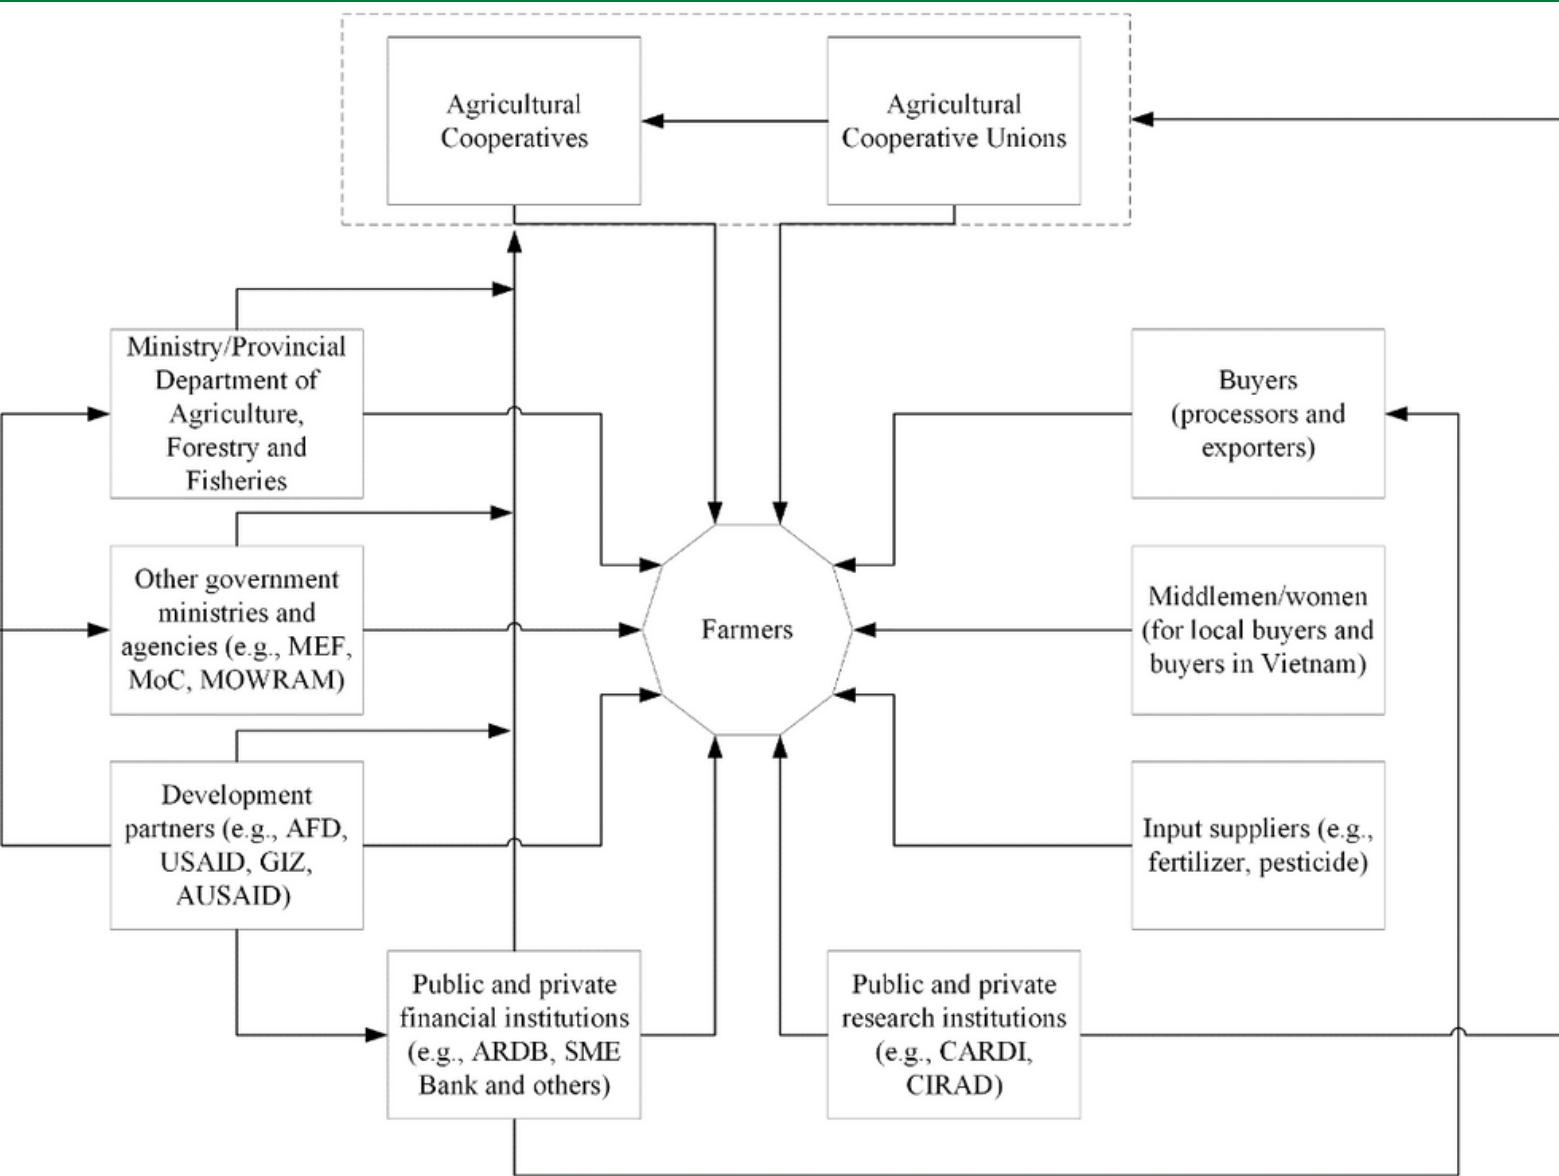 Agricultural
Cooperatives
Agricultural
Cooperative Unions
Ministry/Provincial
Department of
Agriculture,
Forestry and
Fisheries
Buyers
(processors and
exporters)
Other government
ministries and
agencies (e.g., MEF,
MoC, MOWRAM)
Farmers
Middlemen/women
(for local buyers and
buyers in Vietnam)
Development
partners (e.g., AFD,
USAID, GIZ,
AUSAID)
Input suppliers (e.g.,
fertilizer, pesticide)
Public and private
financial institutions
(e.g., ARDB, SME
Bank and others)
Public and private
research institutions
(e.g., CARDI,
CIRAD)